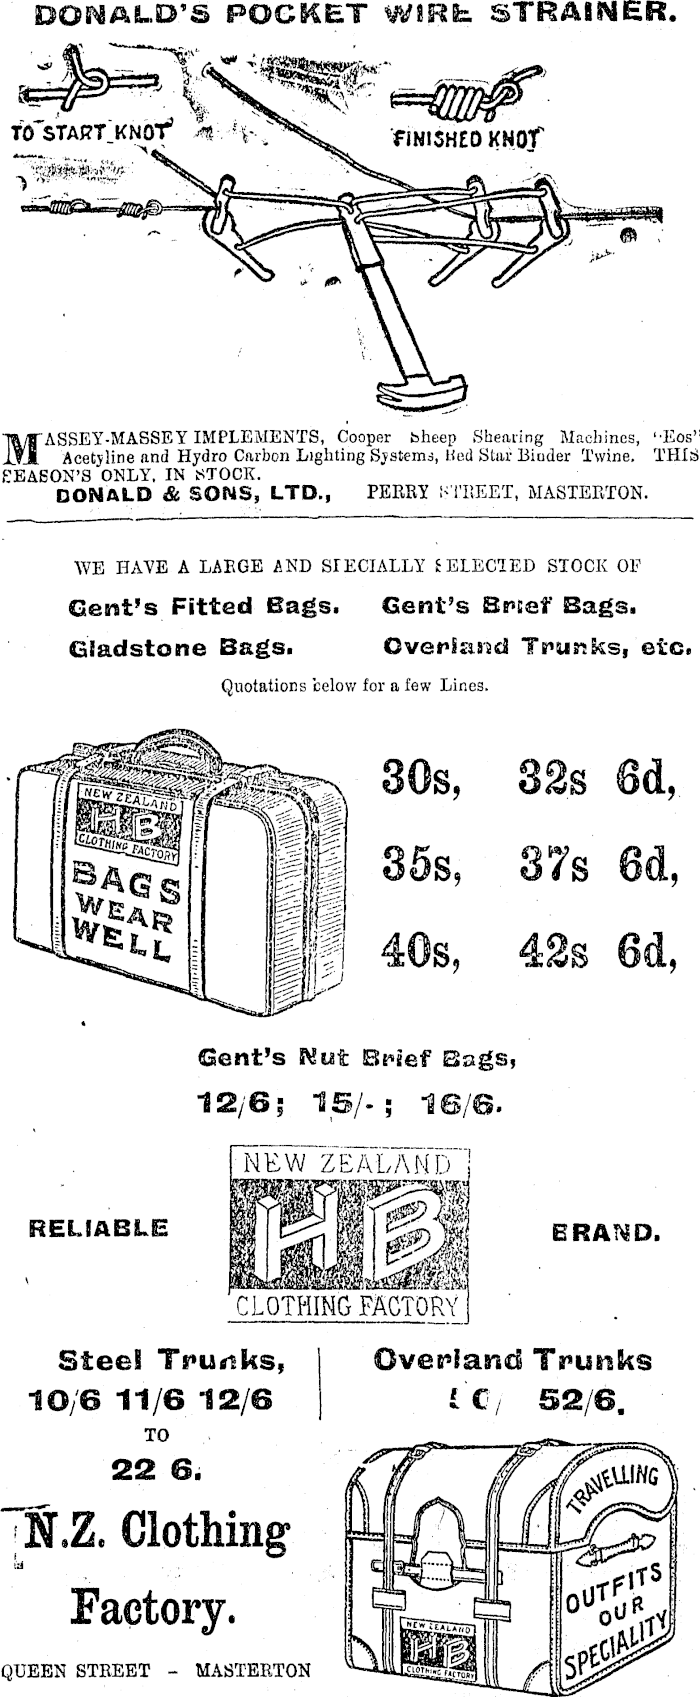 DONALD'S POCKET WIRE STRAINER.
TO START KNOT
FINISHED KNOT
MASSEY-MASSEY IMPLEMENTS, Cooper Sheep Shearing Machines, "Eos"
Acetyline and Hydro Carbon Lighting Systems, Red Star Binder Twine. THIS
SEASON'S ONLY, IN STOCK.
DONALD & SONS, LTD., PERRY STREET, MASTERTON.
WE HAVE A LARGE AND SPECIALLY SELECTED STOCK OF
Gent's Fitted Bags. Gent's Brief Bags.
Gladstone Bags. Overland Trunks, etc.
Quotations below for a few Lines.
NEW ZEALAND
HB
CLOTHING FACTORY
BAGS
WEAR
WELL
30s, 32s 6d,
35s, 37s 6d,
40s, 42s 6d,
Gent's Nut Brief Bags,
12/6; 15/-; 16/6.
NEW ZEALAND
RELIABLE HB BRAND.
CLOTHING FACTORY
Steel Trunks,
10/6 11/6 12/6
TO
22 6.
Overland Trunks
52/6.
N.Z. Clothing
Factory.
QUEEN STREET - MASTERTON
TRAVELLING
OUTFITS
OUR
SPECIALITY
NEW ZEALAND
HB
CLOTHING FACTORY